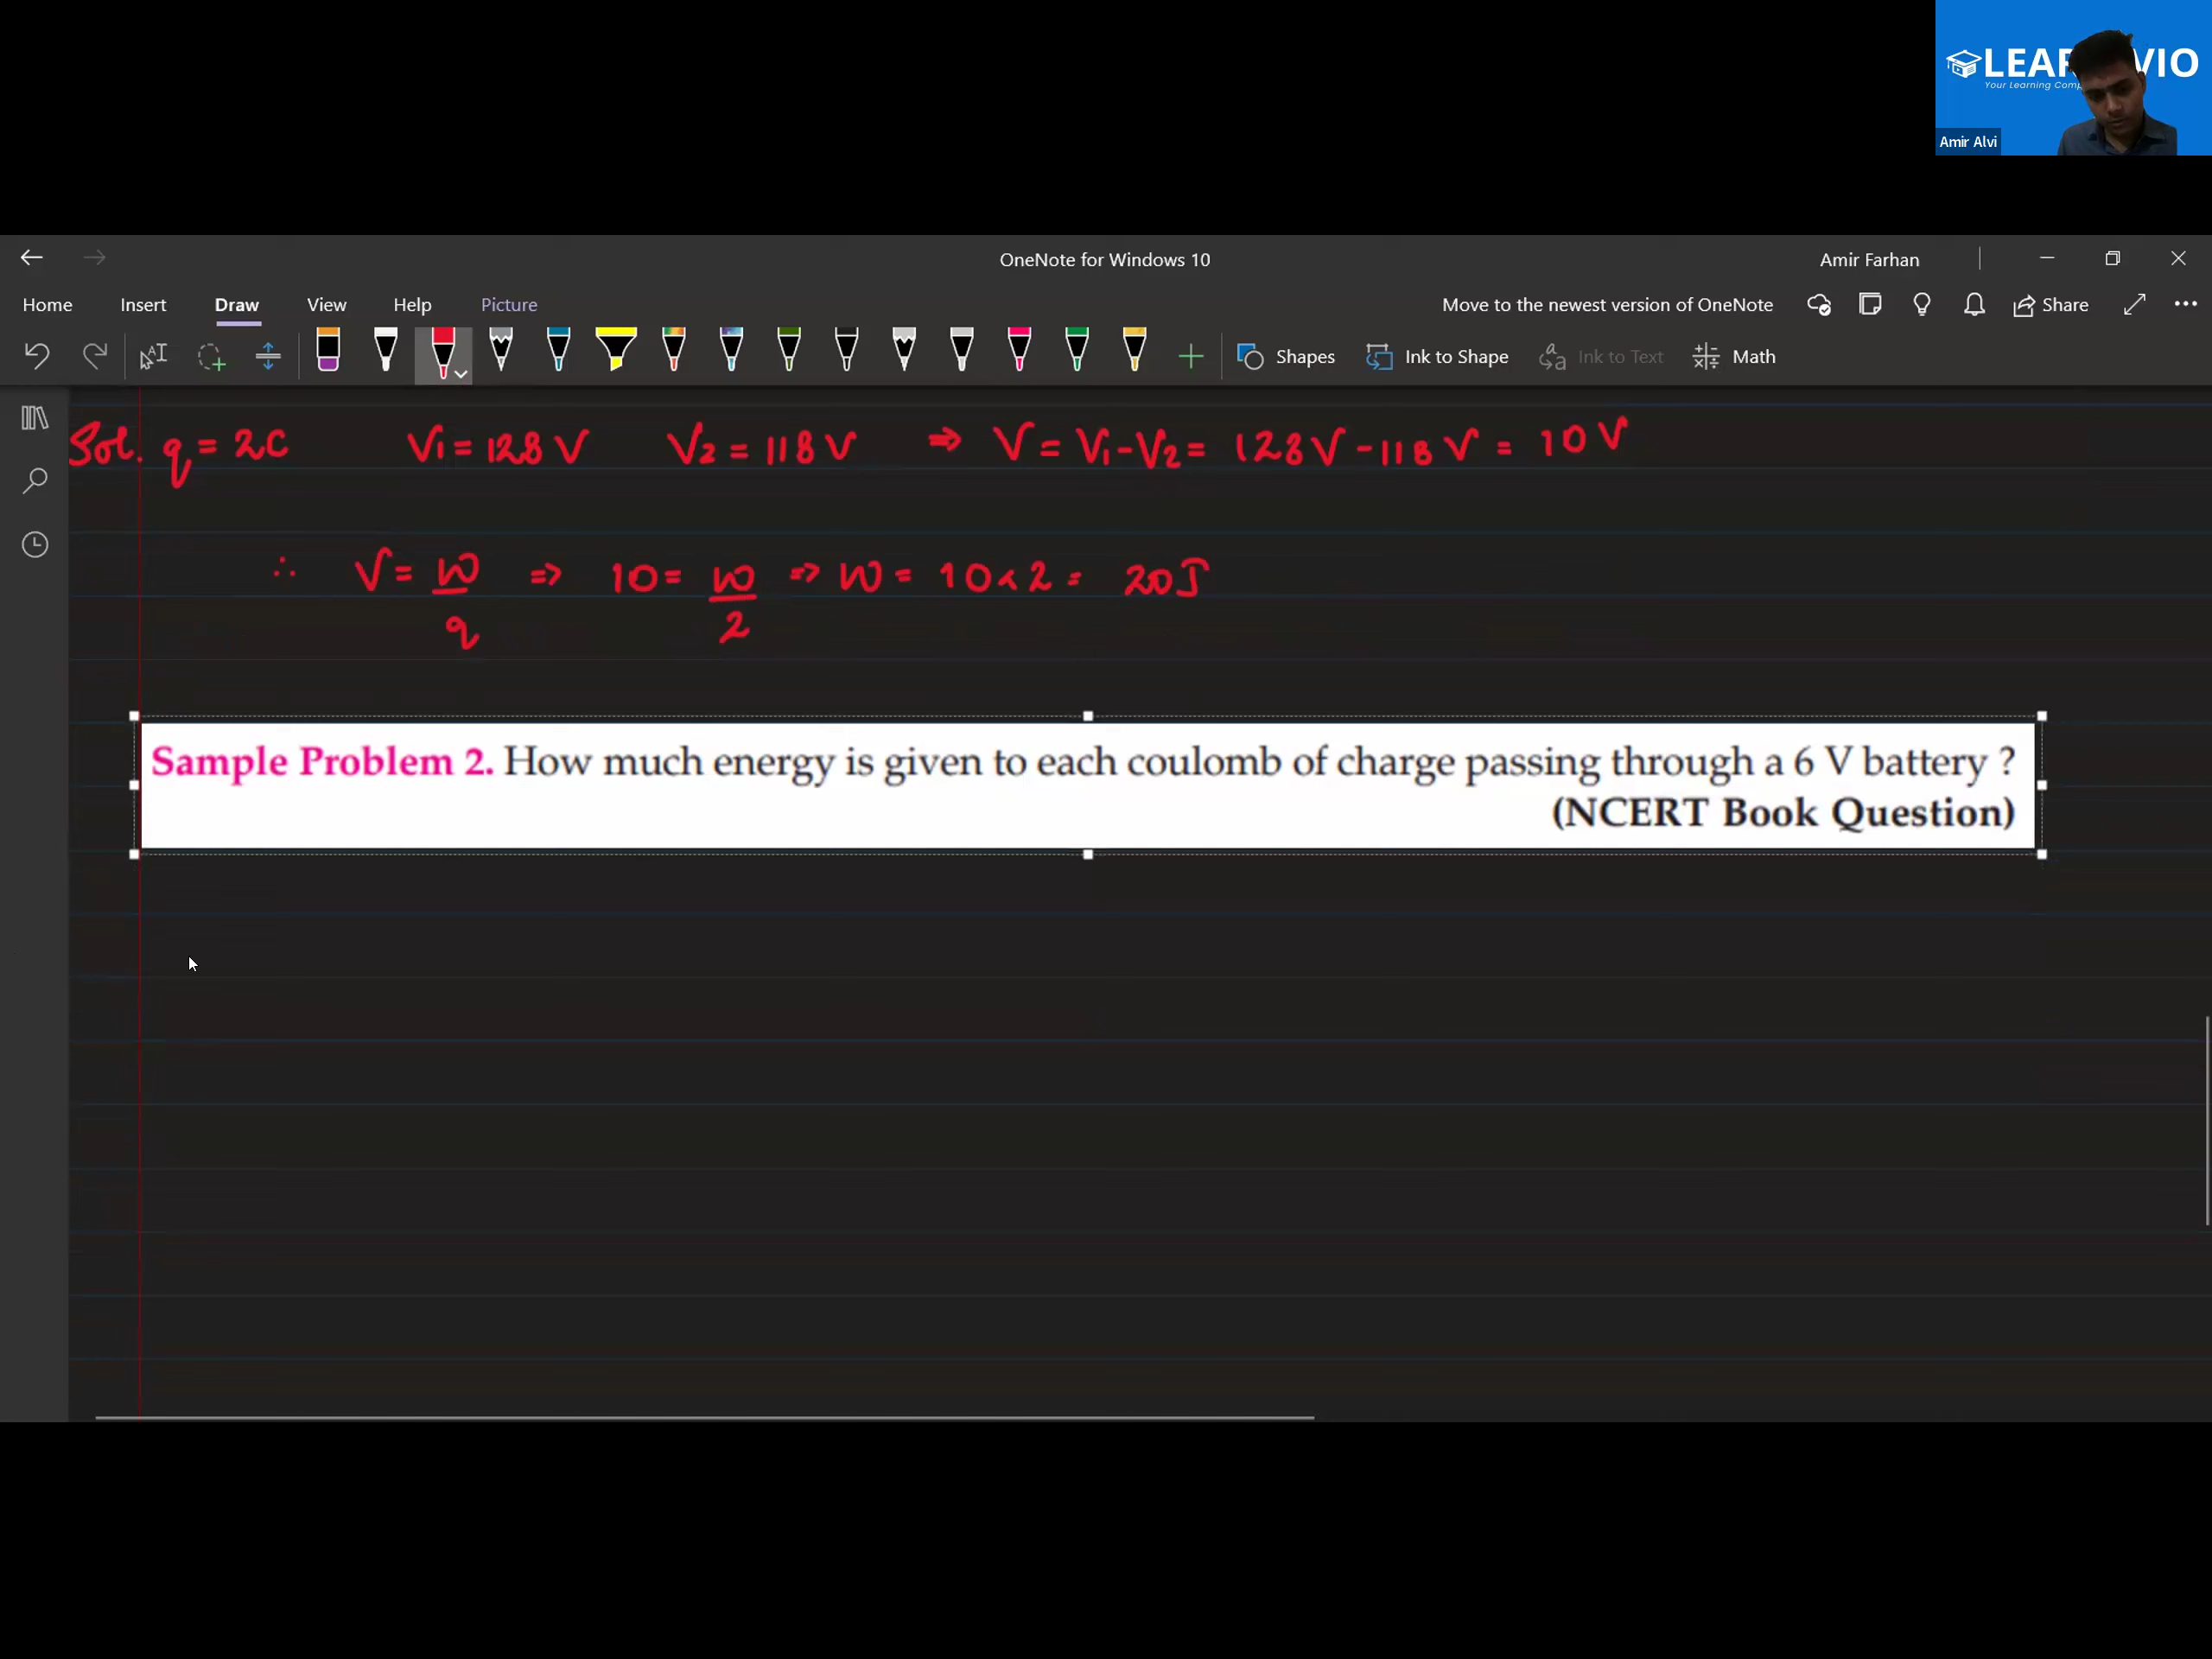 LEAR VIO
Your Learning Comp
Amir Alvi
OneNote for Windows 10
Amir Farhan
Home Insert Draw View Help Picture
Move to the newest version of OneNote
Share
Shapes Ink to Shape Ink to Text Math
Sol. q = 2C V1 = 128 V V2 = 118 V ⇒ V = V1-V2 = 128V - 118 V = 10 V
∴ V = W/q ⇒ 10 = W/2 ⇒ W = 10 × 2 = 20J
Sample Problem 2. How much energy is given to each coulomb of charge passing through a 6 V battery ?
(NCERT Book Question)